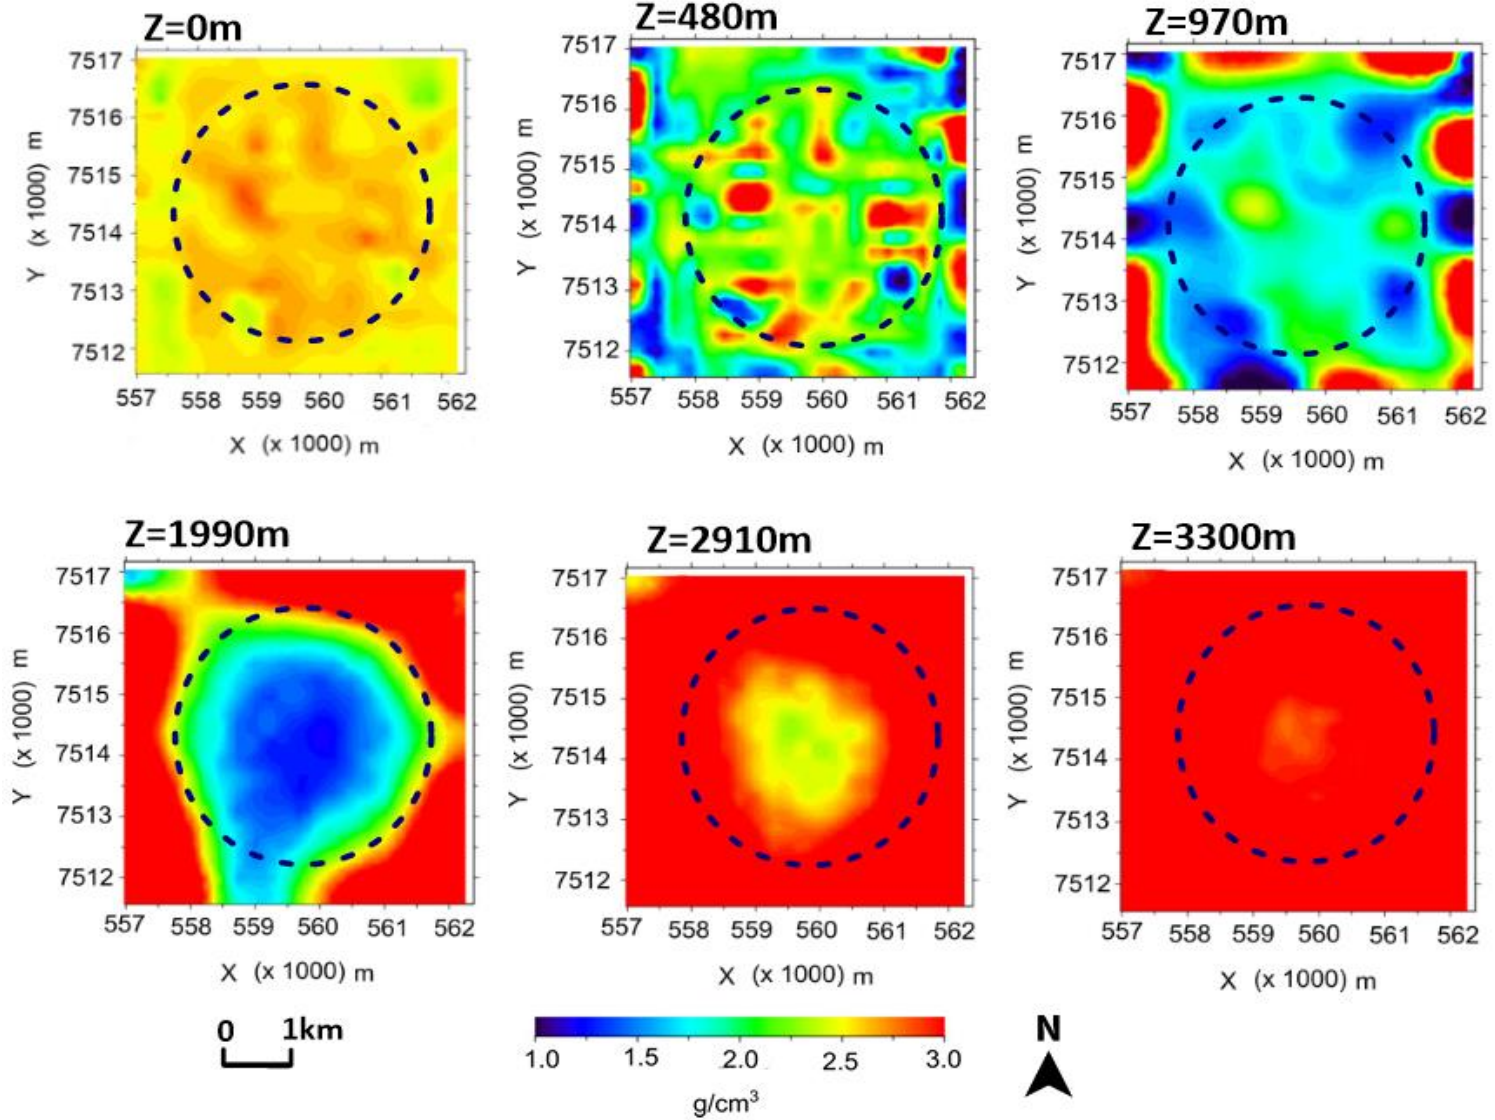 Z=0m
7517
7516
7515
7514
7513
7512
Y (x 1000) m
557 558 559 560 561 562
X (x 1000) m
Z=480m
7517
7516
7515
7514
7513
7512
Y (x 1000) m
557 558 559 560 561 562
X (x 1000) m
Z=970m
7517
7516
7515
7514
7513
7512
Y (x 1000) m
557 558 559 560 561 562
X (x 1000) m
Z=1990m
7517
7516
7515
7514
7513
7512
Y (x 1000) m
557 558 559 560 561 562
X (x 1000) m
Z=2910m
7517
7516
7515
7514
7513
7512
Y (x 1000) m
557 558 559 560 561 562
X (x 1000) m
Z=3300m
7517
7516
7515
7514
7513
7512
Y (x 1000) m
557 558 559 560 561 562
X (x 1000) m
0 1km
1.0 1.5 2.0 2.5 3.0
g/cm³
N